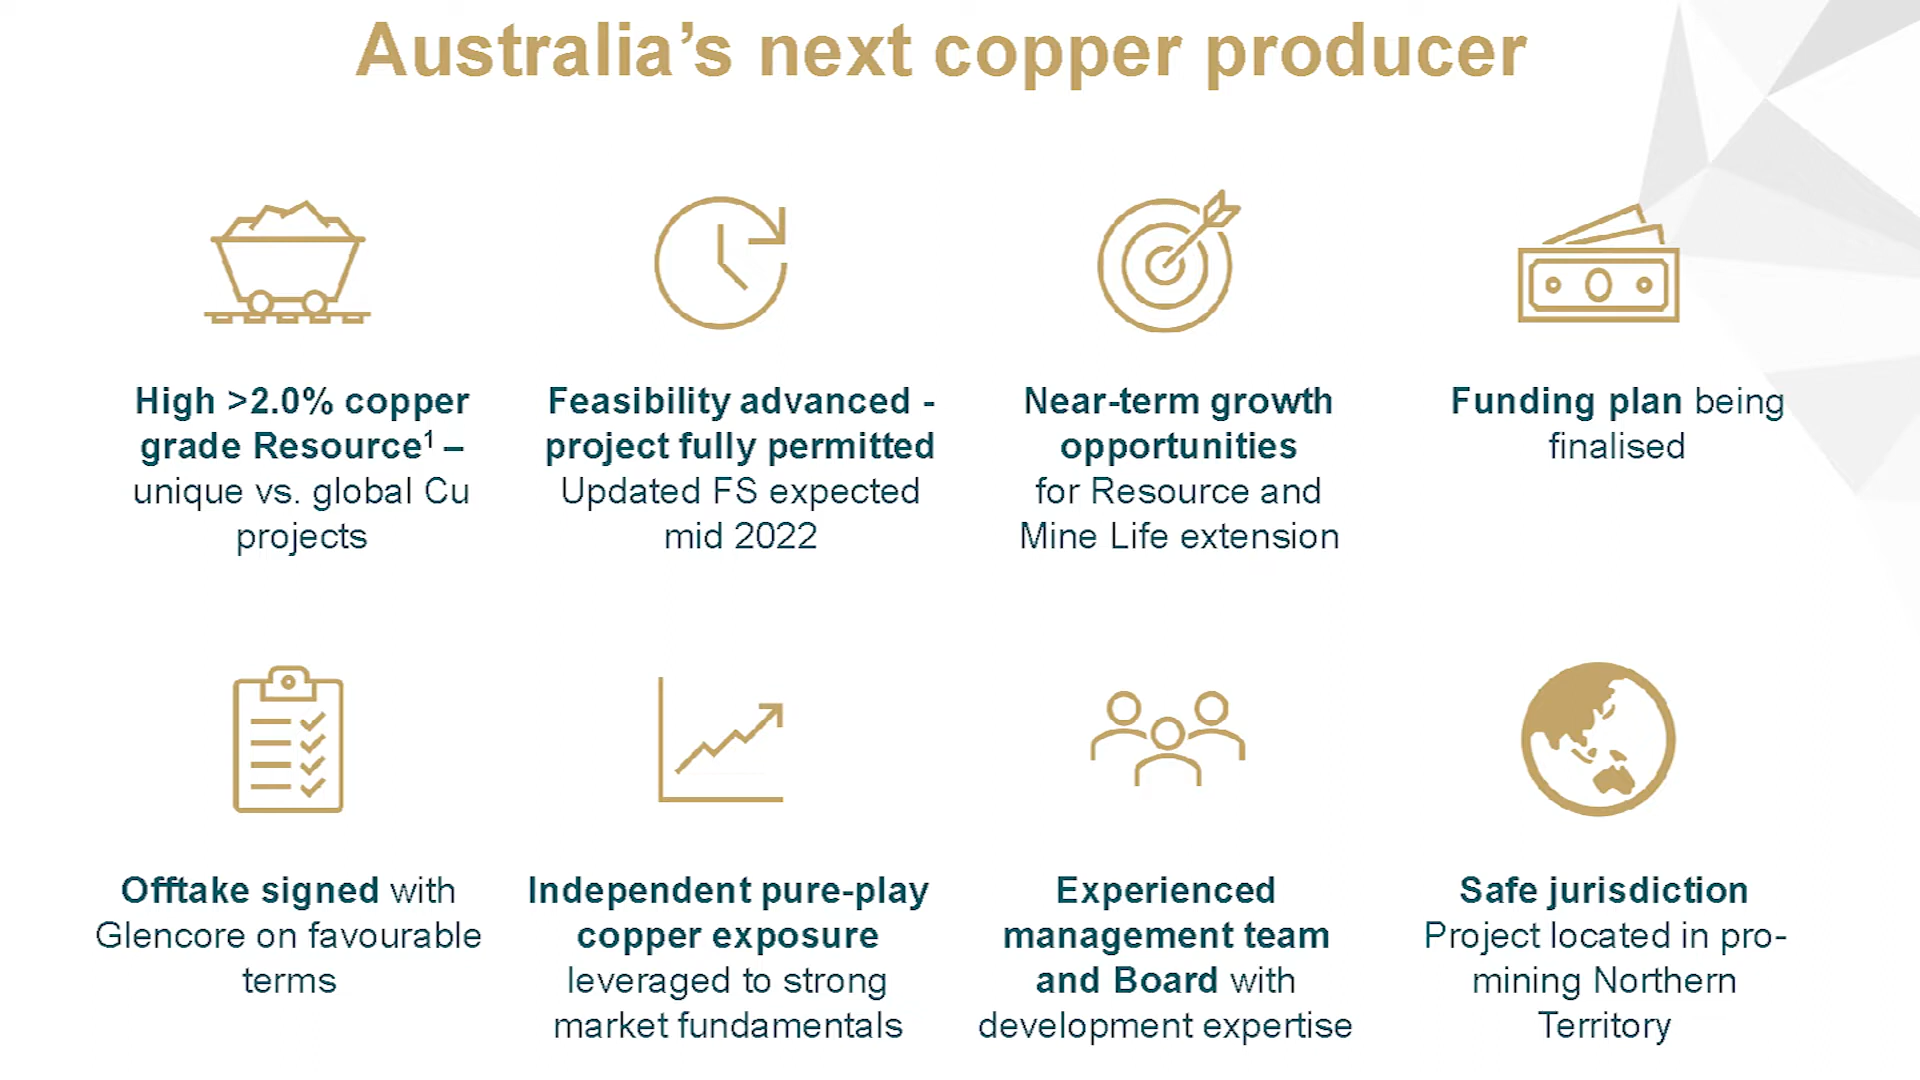 Australia’s next copper producer
High >2.0% copper
grade Resource¹ –
unique vs. global Cu
projects
Feasibility advanced -
project fully permitted
Updated FS expected
mid 2022
Near-term growth
opportunities
for Resource and
Mine Life extension
Funding plan being
finalised
Offtake signed with
Glencore on favourable
terms
Independent pure-play
copper exposure
leveraged to strong
market fundamentals
Experienced
management team
and Board with
development expertise
Safe jurisdiction
Project located in pro-
mining Northern
Territory